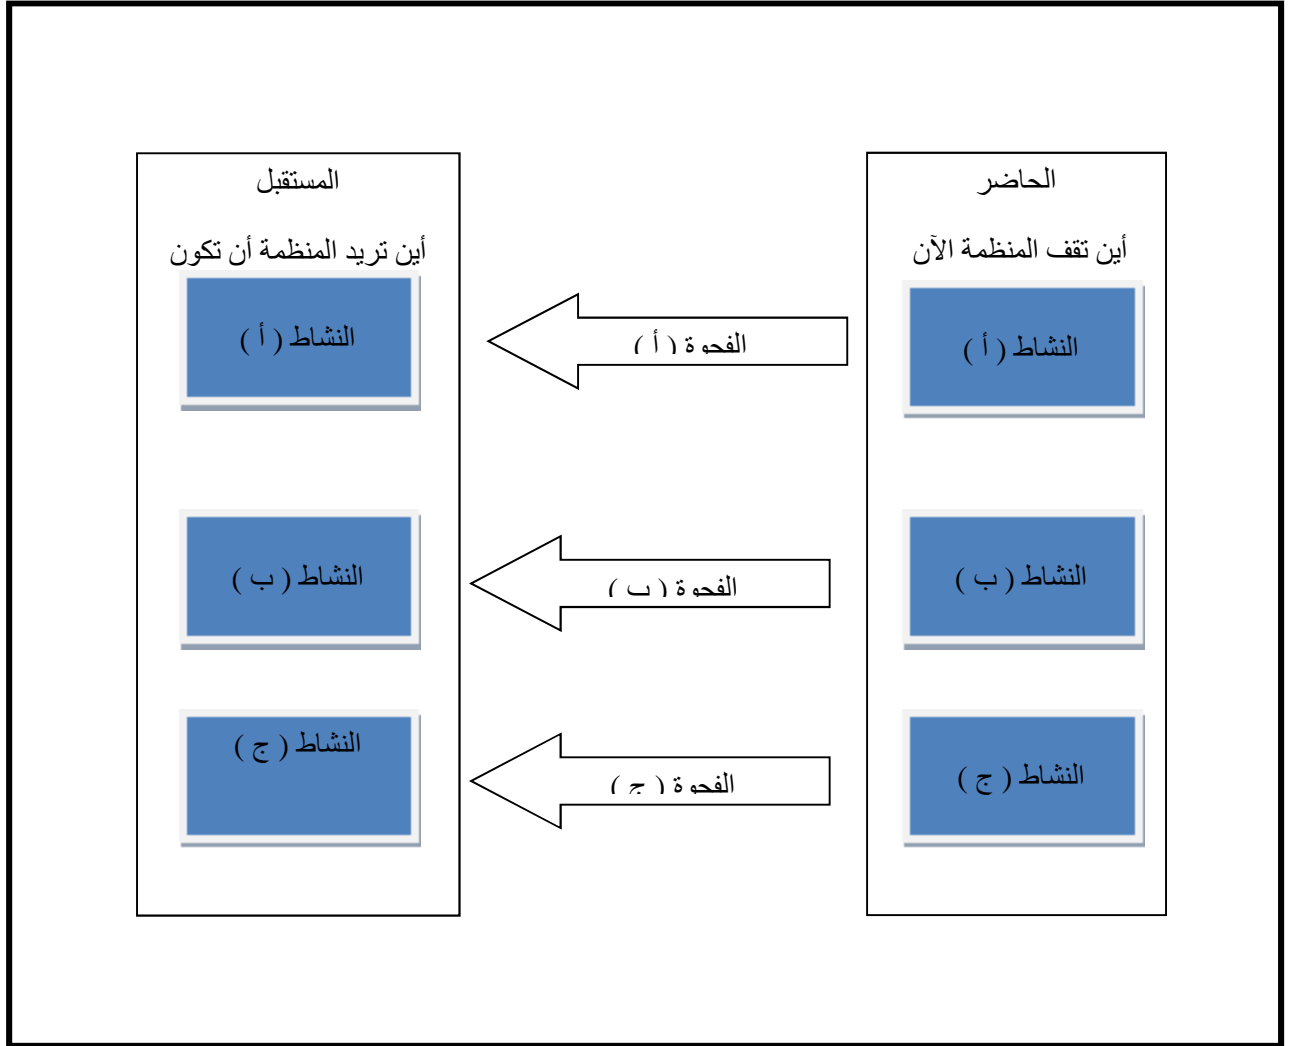 الحاضر
أين تقف المنظمة الآن
النشاط ( أ )
النشاط ( ب )
النشاط ( ج )
الفجوة ( أ )
الفجوة ( ب )
الفجوة ( ج )
المستقبل
أين تريد المنظمة أن تكون
النشاط ( أ )
النشاط ( ب )
النشاط ( ج )